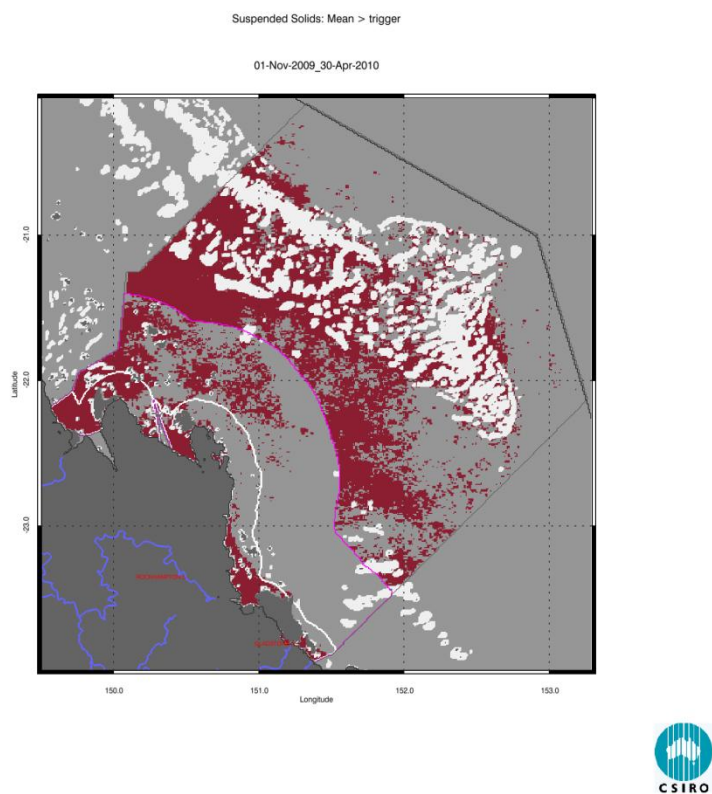 Suspended Solids: Mean > trigger
01-Nov-2009_30-Apr-2010
-21.0
-22.0
-23.0
Latitude
150.0 151.0 152.0 153.0
Longitude
CSIRO